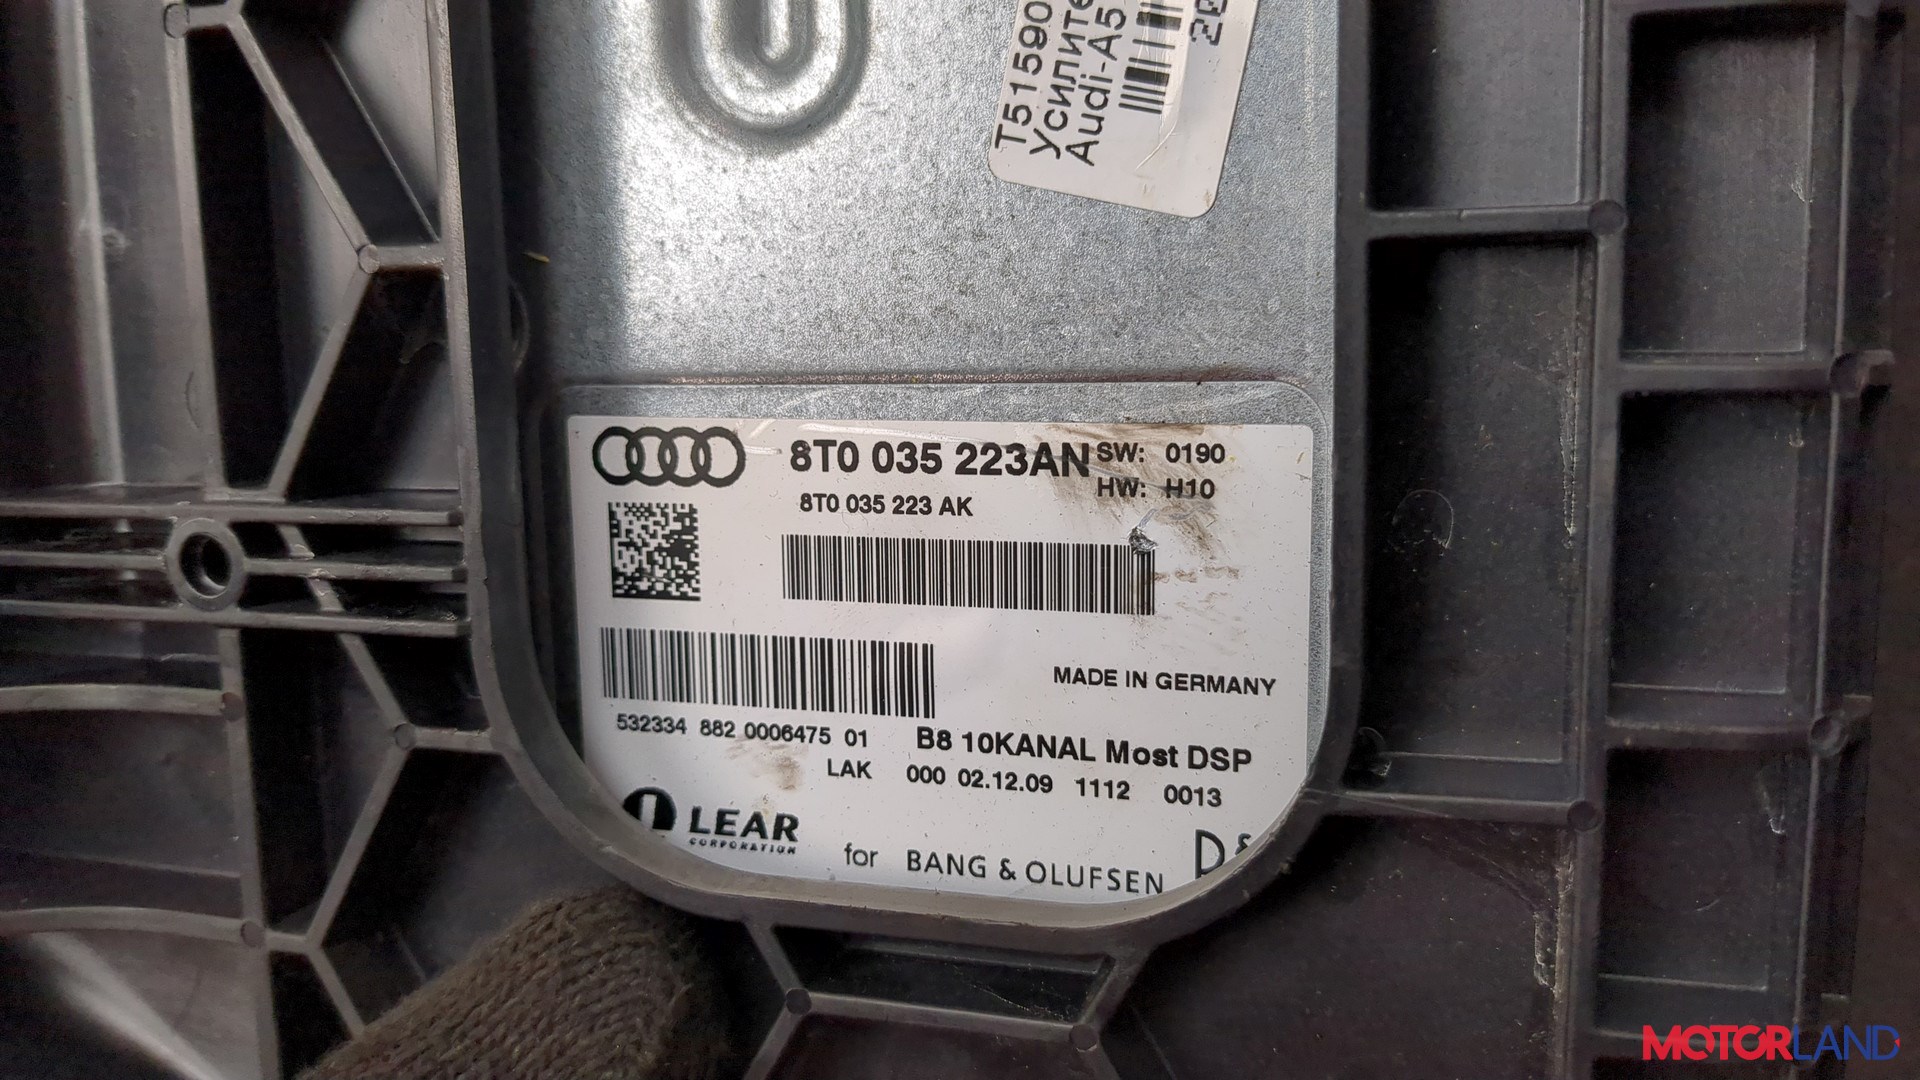 T51590
Усилите
Audi-A5
20
8T0 035 223AN SW: 0190
8T0 035 223 AK HW: H10
MADE IN GERMANY
532334 882 0006475 01 B8 10KANAL Most DSP
LAK 000 02.12.09 1112 0013
LEAR
CORPORATION
for BANG & OLUFSEN
MOTORLAND